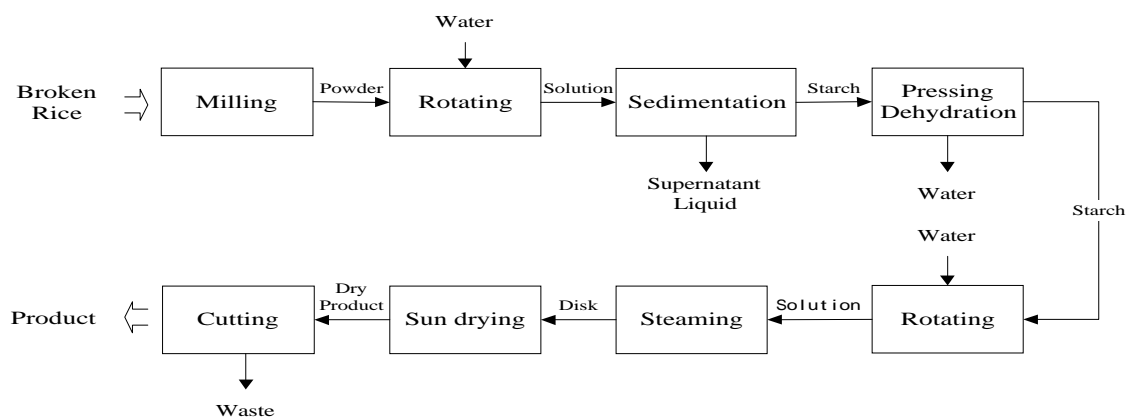 Water
Broken
Rice
Milling
Powder
Rotating
Solution
Sedimentation
Starch
Pressing
Dehydration
Supernatant
Liquid
Water
Starch
Water
Product
Cutting
Dry
Product
Sun drying
Disk
Steaming
Solution
Rotating
Waste